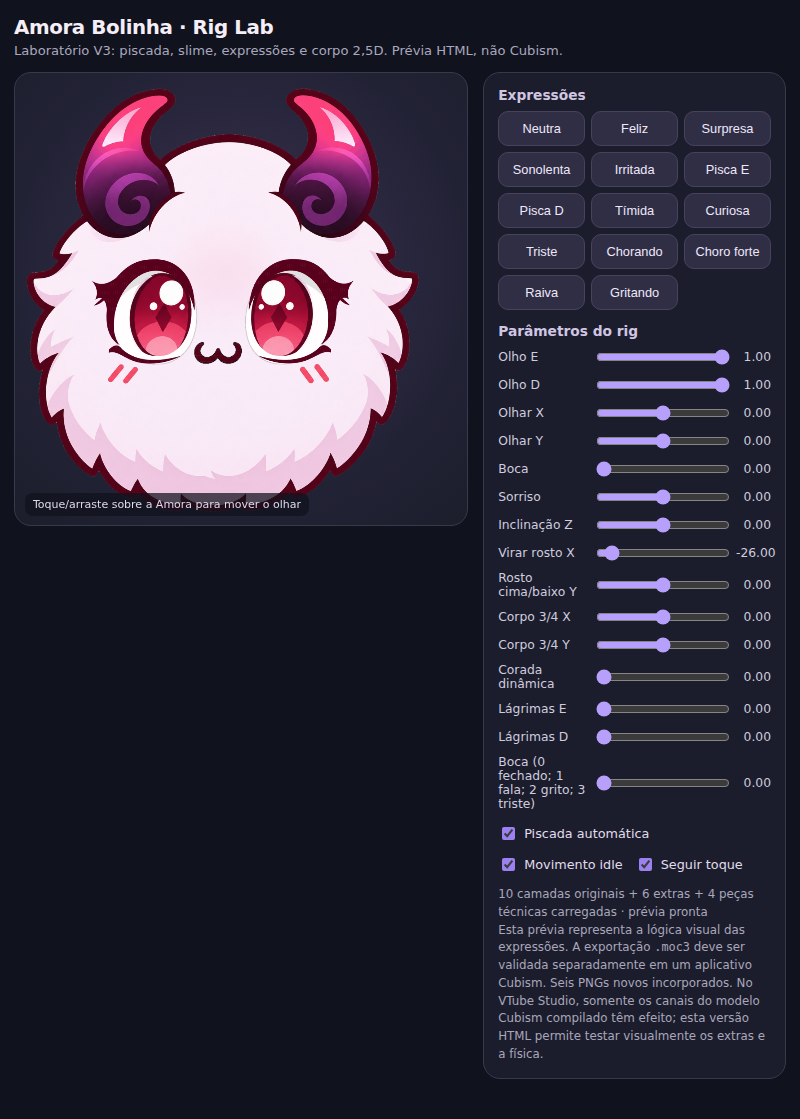 Amora Bolinha · Rig Lab
Laboratório V3: piscada, slime, expressões e corpo 2,5D. Prévia HTML, não Cubism.
Toque/arraste sobre a Amora para mover o olhar
Expressões
Neutra
Feliz
Surpresa
Sonolenta
Irritada
Pisca E
Pisca D
Tímida
Curiosa
Triste
Chorando
Choro forte
Raiva
Gritando
Parâmetros do rig
Olho E 1.00
Olho D 1.00
Olhar X 0.00
Olhar Y 0.00
Boca 0.00
Sorriso 0.00
Inclinação Z 0.00
Virar rosto X -26.00
Rosto
cima/baixo Y 0.00
Corpo 3/4 X 0.00
Corpo 3/4 Y 0.00
Corada
dinâmica 0.00
Lágrimas E 0.00
Lágrimas D 0.00
Boca (0
fechado; 1
fala; 2 grito; 3
triste) 0.00
Piscada automática
Movimento idle Seguir toque
10 camadas originais + 6 extras + 4 peças
técnicas carregadas · prévia pronta
Esta prévia representa a lógica visual das
expressões. A exportação .moc3 deve ser
validada separadamente em um aplicativo
Cubism. Seis PNGs novos incorporados. No
VTube Studio, somente os canais do modelo
Cubism compilado têm efeito; esta versão
HTML permite testar visualmente os extras e
a física.